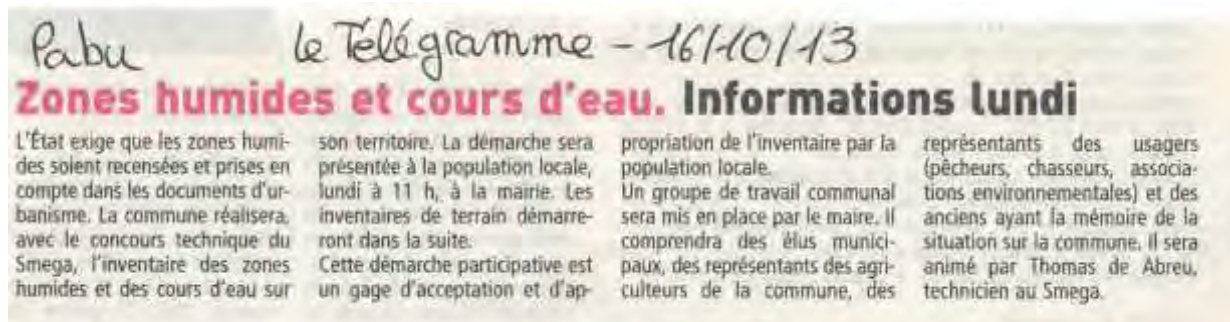 Pabu le Télégramme - 16/10/13
Zones humides et cours d'eau. Informations lundi
L'État exige que les zones humi-
des soient recensées et prises en
compte dans les documents d'ur-
banisme. La commune réalisera,
avec le concours technique du
Smega, l'inventaire des zones
humides et des cours d'eau sur
son territoire. La démarche sera
présentée à la population locale,
lundi à 11 h, à la mairie. Les
inventaires de terrain démarre-
ront dans la suite.
Cette démarche participative est
un gage d'acceptation et d'ap-
propriation de l'inventaire par la
population locale.
Un groupe de travail communal
sera mis en place par le maire. Il
comprendra des élus munici-
paux, des représentants des agri-
culteurs de la commune, des
représentants des usagers
(pêcheurs, chasseurs, associa-
tions environnementales) et des
anciens ayant la mémoire de la
situation sur la commune. Il sera
animé par Thomas de Abreu,
technicien au Smega.